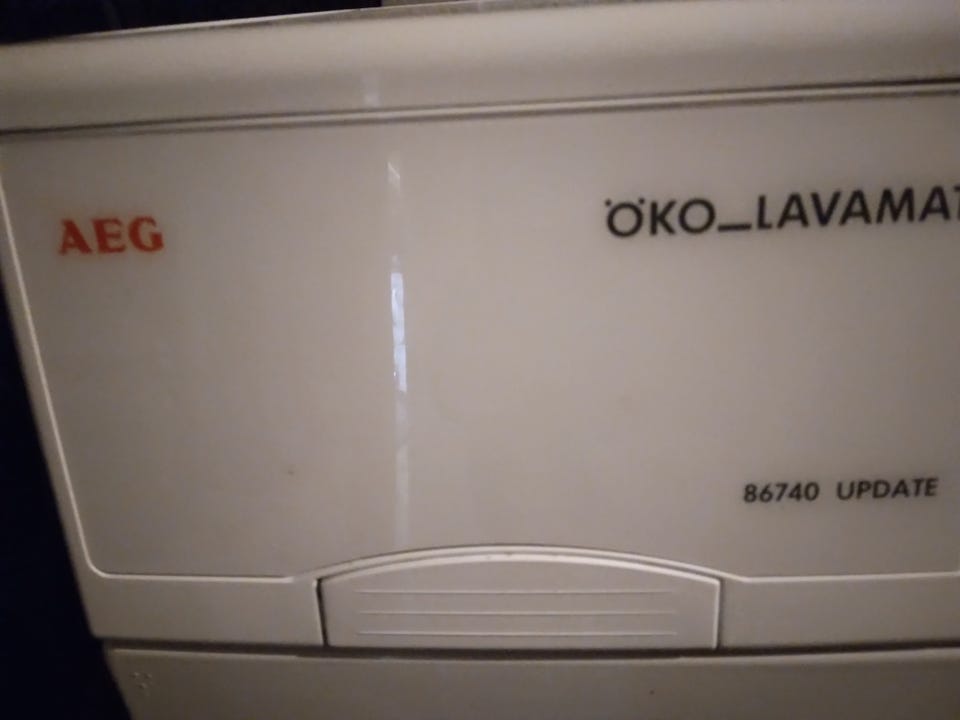 AEG
ÖKO_LAVAMAT
86740 UPDATE